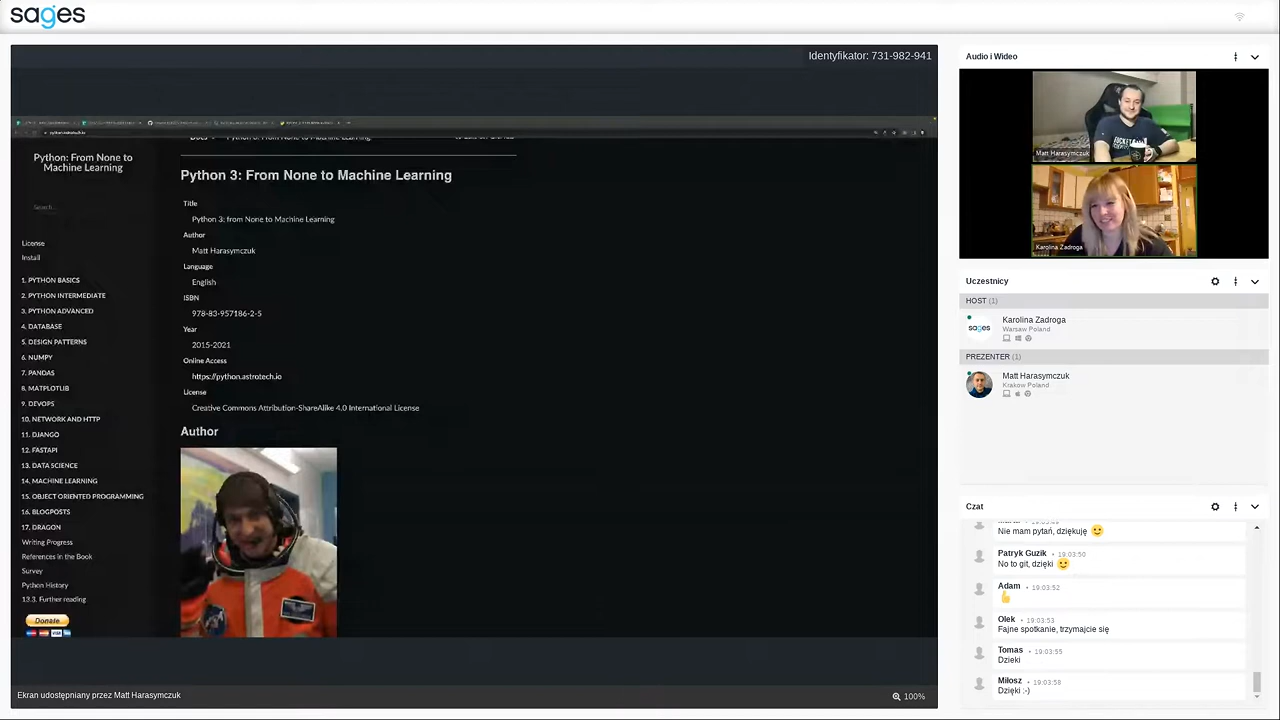 sages
Identyfikator: 731-982-941
Python: From None to
Machine Learning
Search...
License
Install
1. PYTHON BASICS
2. PYTHON INTERMEDIATE
3. PYTHON ADVANCED
4. DATABASE
5. DESIGN PATTERNS
6. NUMPY
7. PANDAS
8. MATPLOTLIB
9. DEVOPS
10. NETWORK AND HTTP
11. DJANGO
12. FASTAPI
13. DATA SCIENCE
14. MACHINE LEARNING
15. OBJECT ORIENTED PROGRAMMING
16. BLOGPOSTS
17. DRAGON
Writing Progress
References in the Book
Survey
Python History
13.3. Further reading
Donate
Python 3: From None to Machine Learning
Title
Python 3: from None to Machine Learning
Author
Matt Harasymczuk
Language
English
ISBN
978-83-957186-2-5
Year
2015-2021
Online Access
https://python.astrotech.io
License
Creative Commons Attribution-ShareAlike 4.0 International License
Author
Ekran udostępniany przez Matt Harasymczuk
100%
Audio i Wideo
Matt Harasymczuk
Karolina Zadroga
Uczestnicy
HOST (1)
sages
Karolina Zadroga
Warsaw Poland
PREZENTER (1)
Matt Harasymczuk
Krakow Poland
Czat
Nie mam pytań, dziękuję
Patryk Guzik • 19:03:50
No to git, dzięki
Adam • 19:03:52
Olek • 19:03:53
Fajne spotkanie, trzymajcie się
Tomas • 19:03:55
Dzieki
Miłosz • 19:03:58
Dzięki :-)